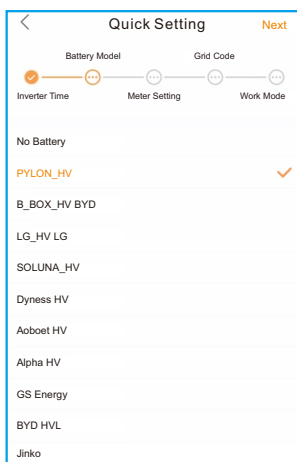 Quick Setting Next
Battery Model Grid Code
Inverter Time Meter Setting Work Mode
No Battery
PYLON_HV
B_BOX_HV BYD
LG_HV LG
SOLUNA_HV
Dyness HV
Aoboet HV
Alpha HV
GS Energy
BYD HVL
Jinko